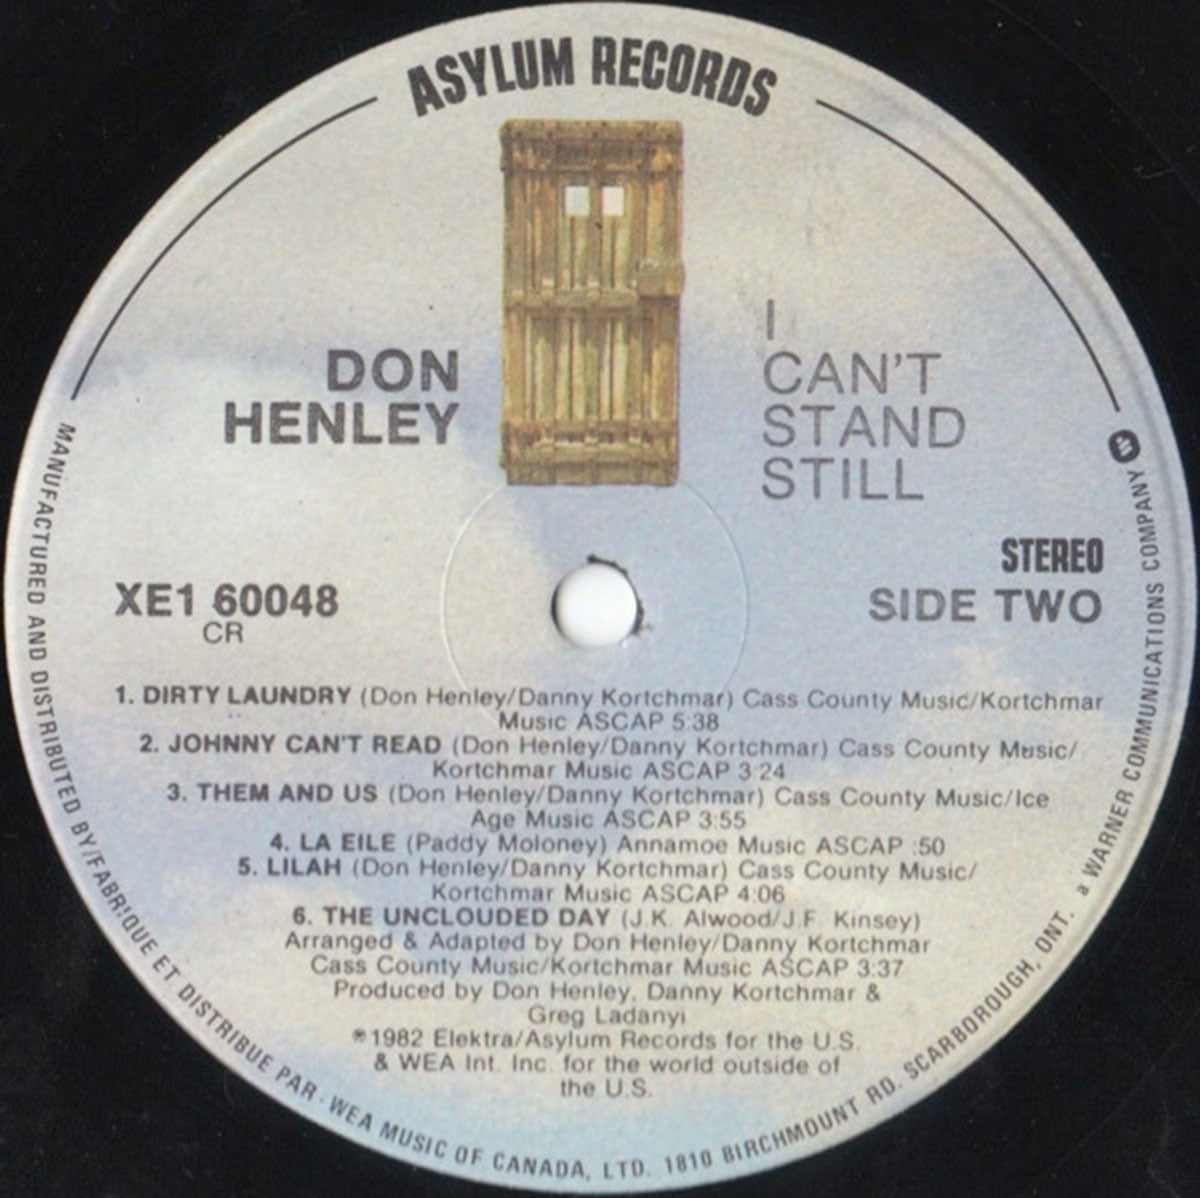 ASYLUM RECORDS
DON
HENLEY
I
CAN'T
STAND
STILL
STEREO
XE1 60048
SIDE TWO
CR
1. DIRTY LAUNDRY (Don Henley/Danny Kortchmar) Cass County Music/Kortchmar
Music ASCAP 5:38
2. JOHNNY CAN'T READ (Don Henley/Danny Kortchmar) Cass County Music/
Kortchmar Music ASCAP 3:24
3. THEM AND US (Don Henley/Danny Kortchmar) Cass County Music/Ice
Age Music ASCAP 3:55
4. LA EILE (Paddy Moloney) Annamoe Music ASCAP :50
5. LILAH (Don Henley/Danny Kortchmar) Cass County Music/
Kortchmar Music ASCAP 4:06
6. THE UNCLOUDED DAY (J.K. Alwood/J.F. Kinsey)
Arranged & Adapted by Don Henley/Danny Kortchmar
Cass County Music/Kortchmar Music ASCAP 3:37
Produced by Don Henley, Danny Kortchmar &
Greg Ladanyi
℗1982 Elektra/Asylum Records for the U.S.
& WEA Int. Inc. for the world outside of
the U.S.
MANUFACTURED AND DISTRIBUTED BY/FABRIQUE ET DISTRIBUE PAR - WEA MUSIC OF CANADA, LTD. 1810 BIRCHMOUNT RD. SCARBOROUGH, ONT. a WARNER COMMUNICATIONS COMPANY